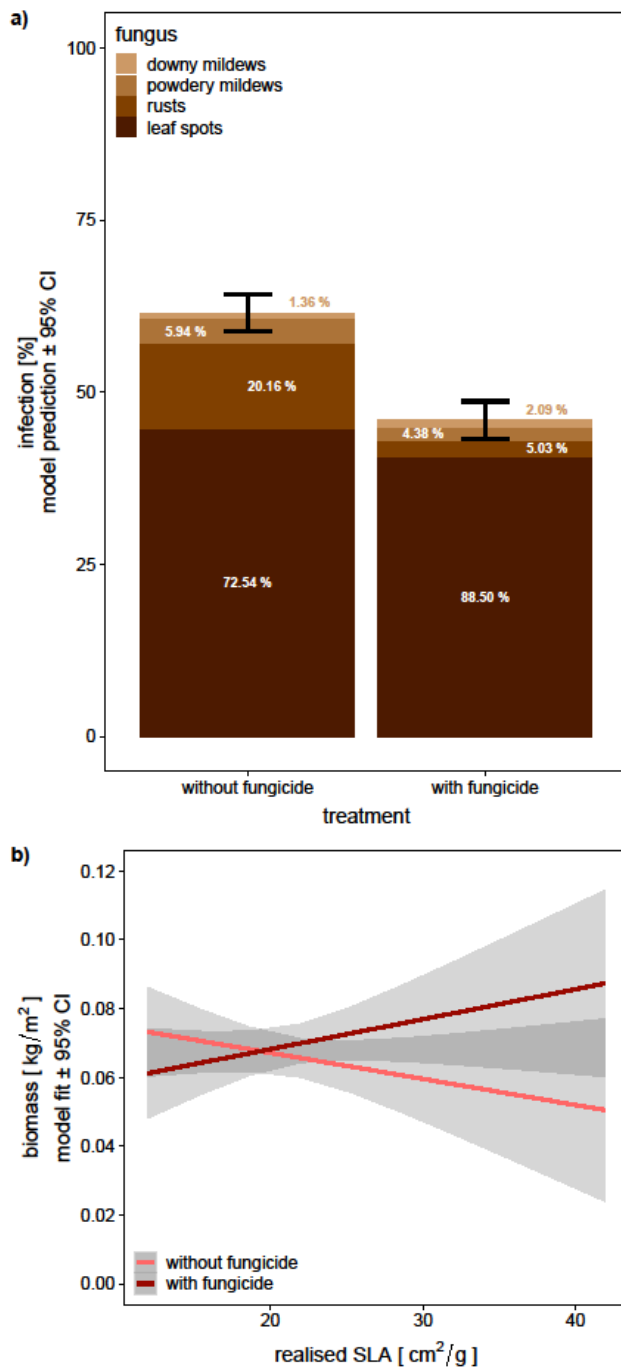 a)
fungus
downy mildews
powdery mildews
rusts
leaf spots
100
75
50
25
0
infection [%]
model prediction ± 95% CI
1.36 %
5.94 %
20.16 %
72.54 %
2.09 %
4.38 %
5.03 %
88.50 %
without fungicide
with fungicide
treatment
b)
0.12
0.10
0.08
0.06
0.04
0.02
0.00
biomass [ kg/m² ]
model fit ± 95% CI
without fungicide
with fungicide
20
30
40
realised SLA [ cm²/g ]